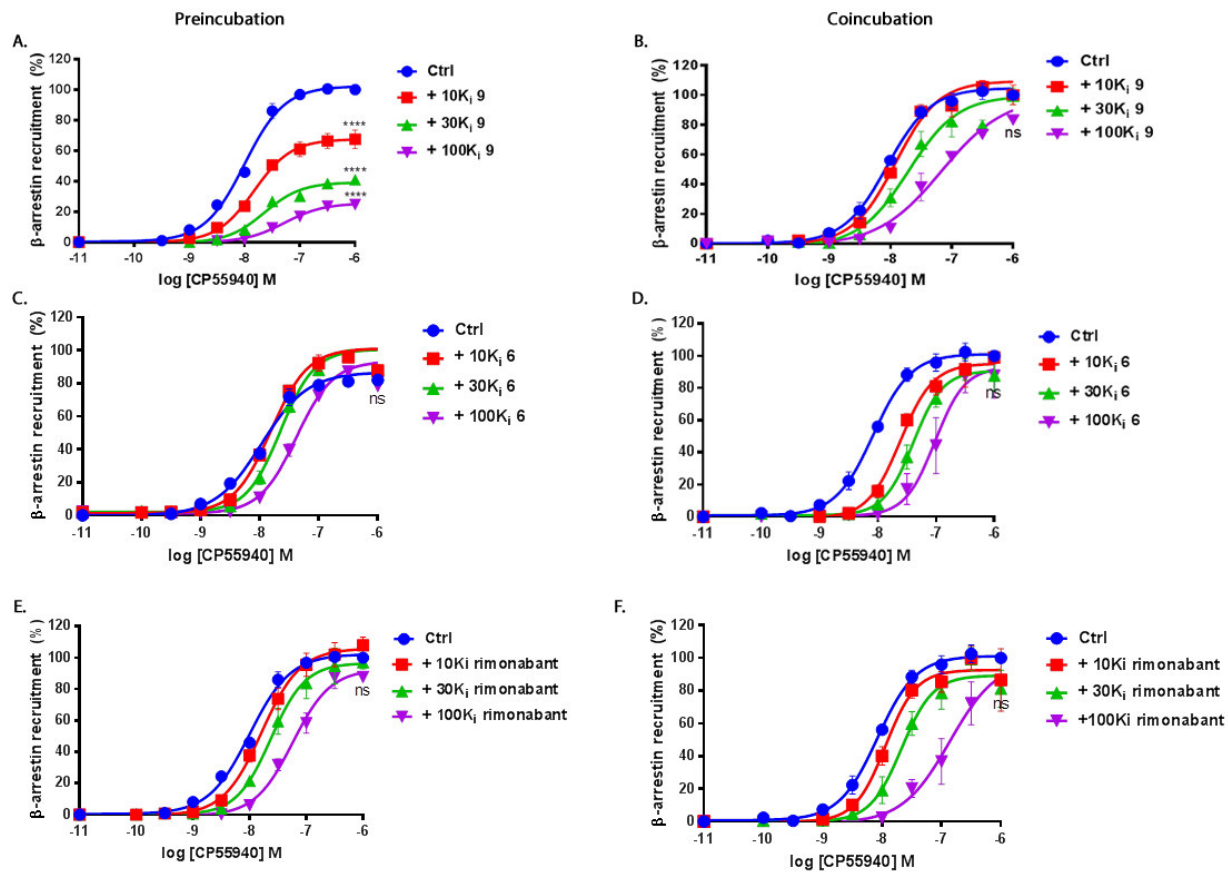 Preincubation
Coincubation
A.
120
100
80
60
40
20
0
-11
-10
-9
-8
-7
-6
β-arrestin recruitment (%)
log [CP55940] M
Ctrl
+ 10Ki 9
+ 30Ki 9
+ 100Ki 9
****
****
****
B.
120
100
80
60
40
20
0
-11
-10
-9
-8
-7
-6
β-arrestin recruitment (%)
log [CP55940] M
Ctrl
+ 10Ki 9
+ 30Ki 9
+ 100Ki 9
ns
C.
120
100
80
60
40
20
0
-11
-10
-9
-8
-7
-6
β-arrestin recruitment (%)
log [CP55940] M
Ctrl
+ 10Ki 6
+ 30Ki 6
+ 100Ki 6
ns
D.
120
100
80
60
40
20
0
-11
-10
-9
-8
-7
-6
β-arrestin recruitment (%)
log [CP55940] M
Ctrl
+ 10Ki 6
+ 30Ki 6
+ 100Ki 6
ns
E.
120
100
80
60
40
20
0
-11
-10
-9
-8
-7
-6
β-arrestin recruitment (%)
log [CP55940] M
Ctrl
+ 10Ki rimonabant
+ 30Ki rimonabant
+ 100Ki rimonabant
ns
F.
120
100
80
60
40
20
0
-11
-10
-9
-8
-7
-6
β-arrestin recruitment (%)
log [CP55940] M
Ctrl
+ 10Ki rimonabant
+ 30Ki rimonabant
+100Ki rimonabant
ns